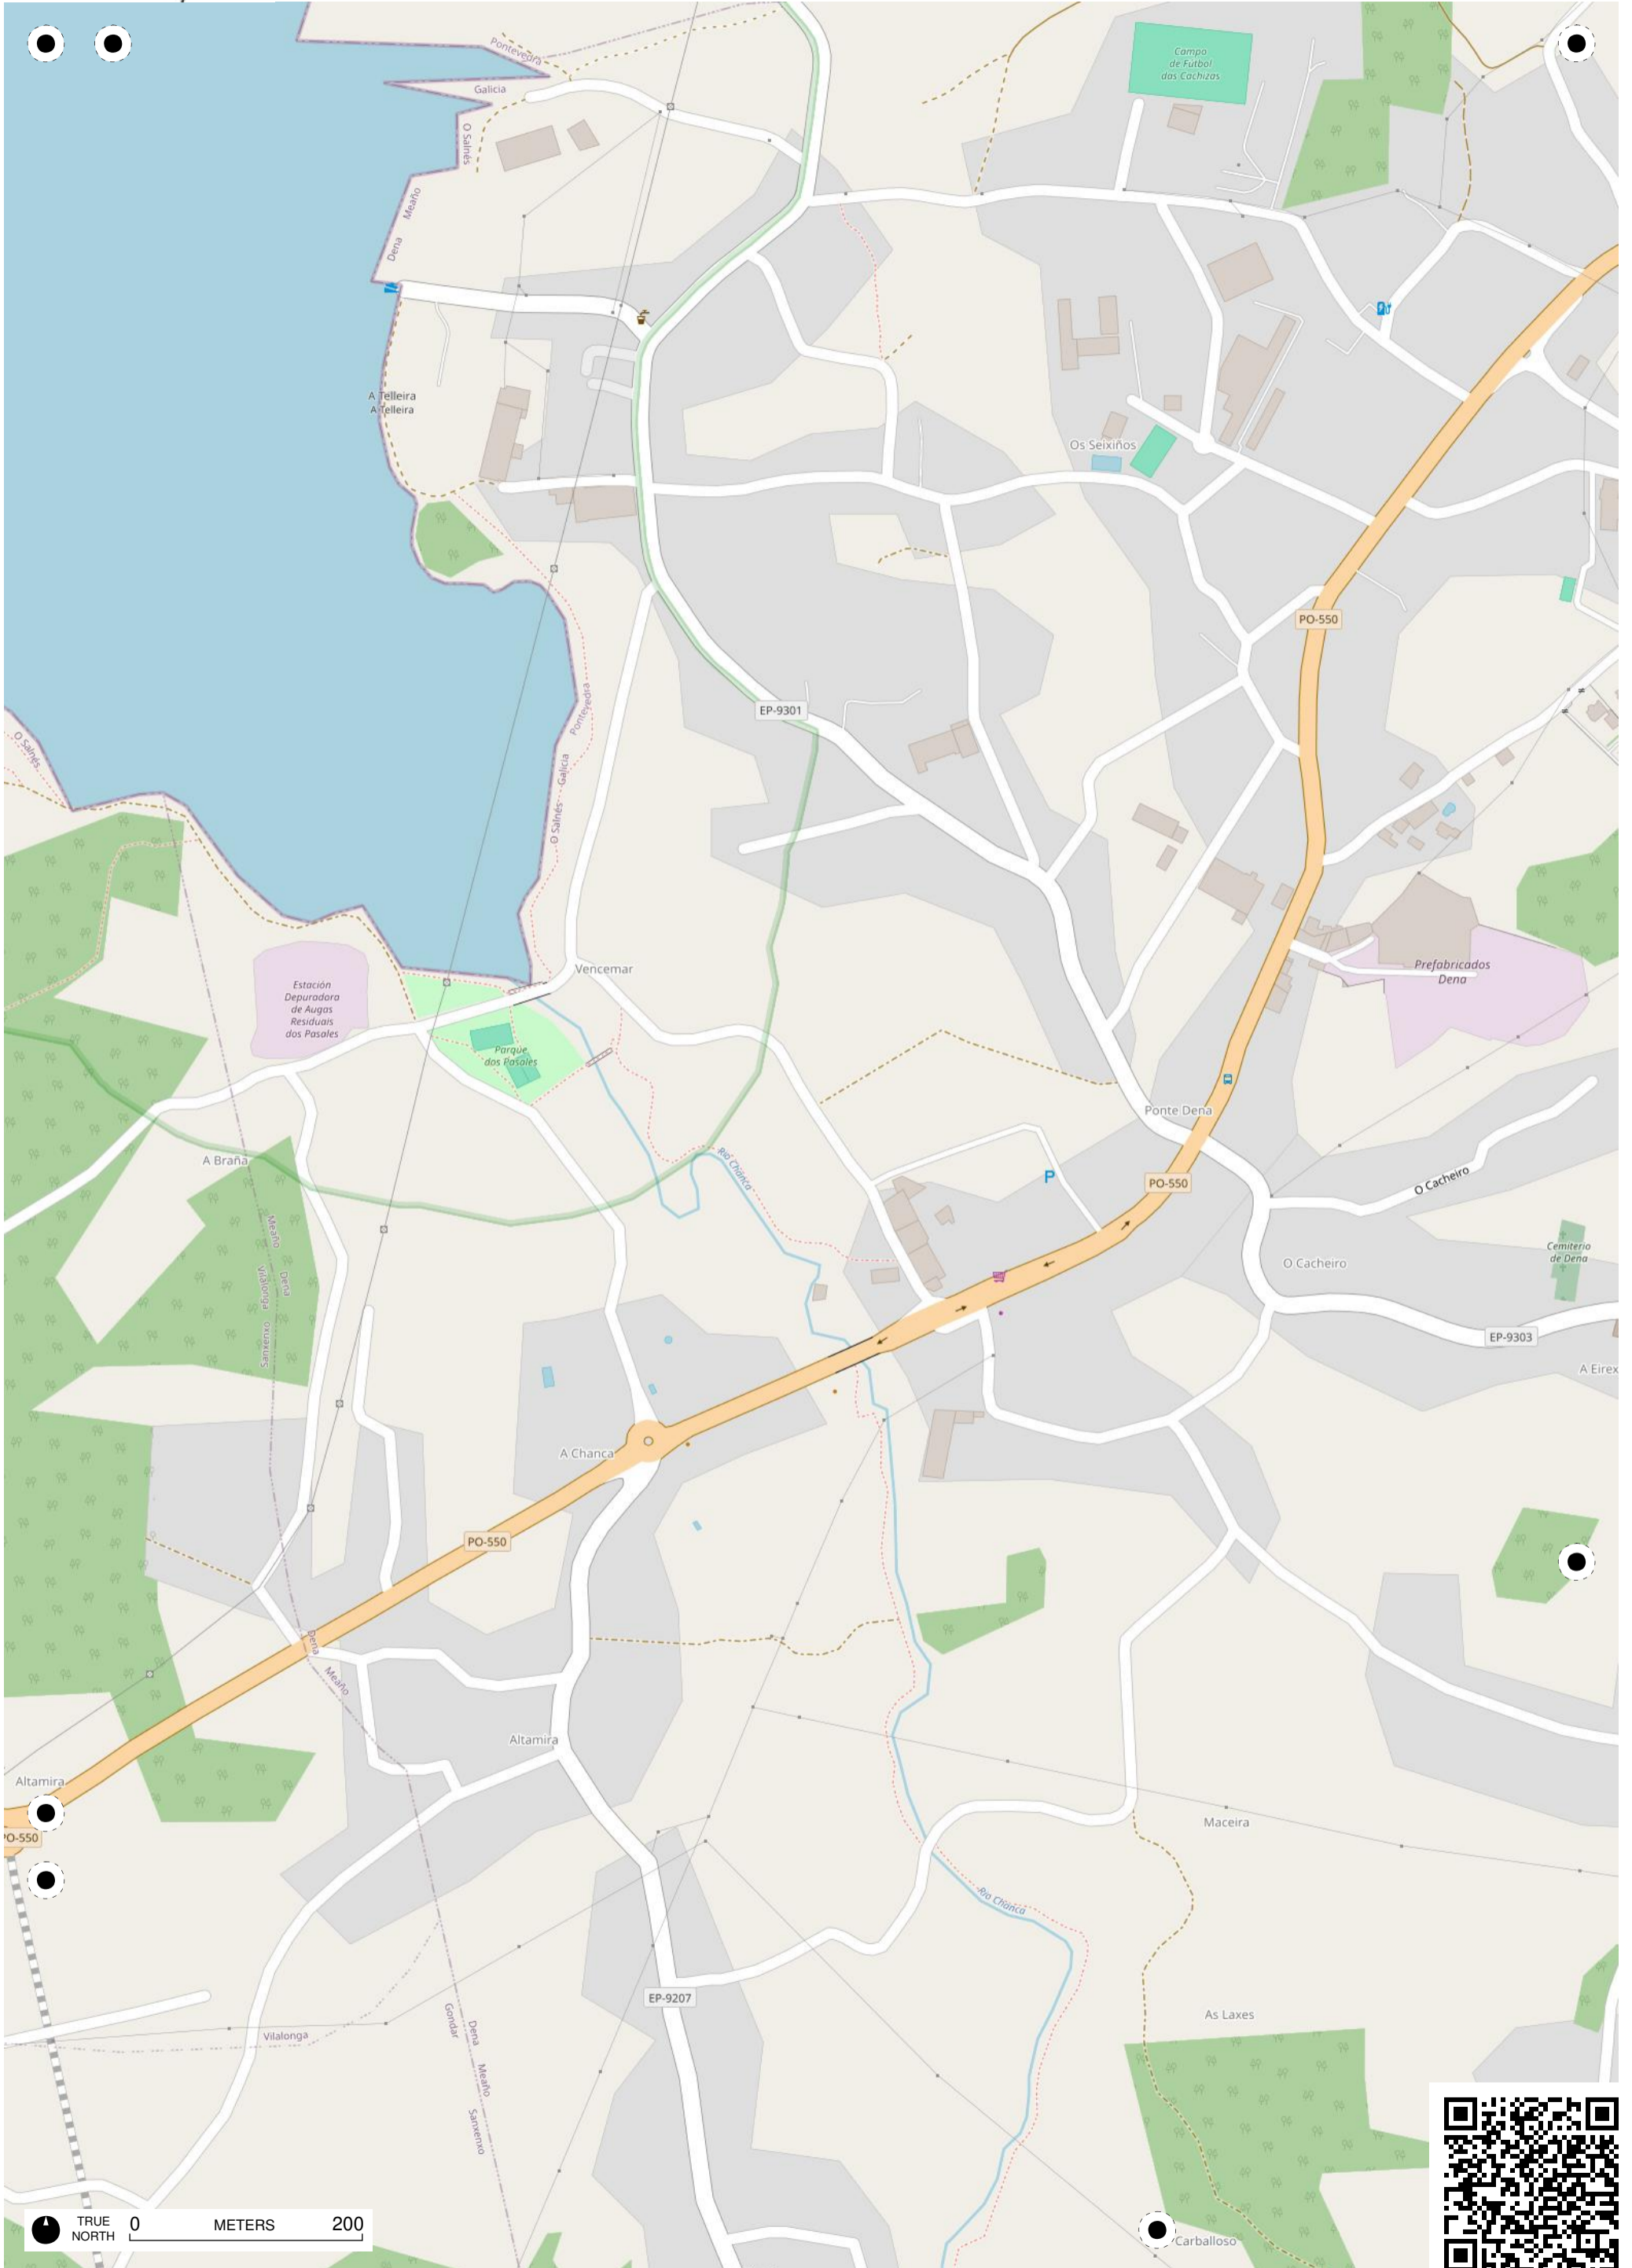 Pontevedra
Galicia
O Salnés
Campo
de Fútbol
das Cachizas
Meaño
Dena
A Telleira
A Telleira
Os Seixiños
PO-550
Pontevedra
EP-9301
O Salnés
Galicia
O Salnés
Vencemar
Prefabricados
Dena
Estación
Depuradora
de Augas
Residuais
dos Pasales
Parque
dos Pasales
Ponte Dena
A Braña
Río Chanca
P
PO-550
O Cacheiro
Meaño
Dena
Vilalonga
Sanxenxo
Cemiterio
de Dena
O Cacheiro
EP-9303
A Eirex
A Chanca
PO-550
Dena
Meaño
Altamira
Altamira
PO-550
Maceira
Río Chanca
EP-9207
As Laxes
Vilalonga
Gondar
Dena
Meaño
Sanxenxo
Carballoso
TRUE
NORTH
0 METERS 200